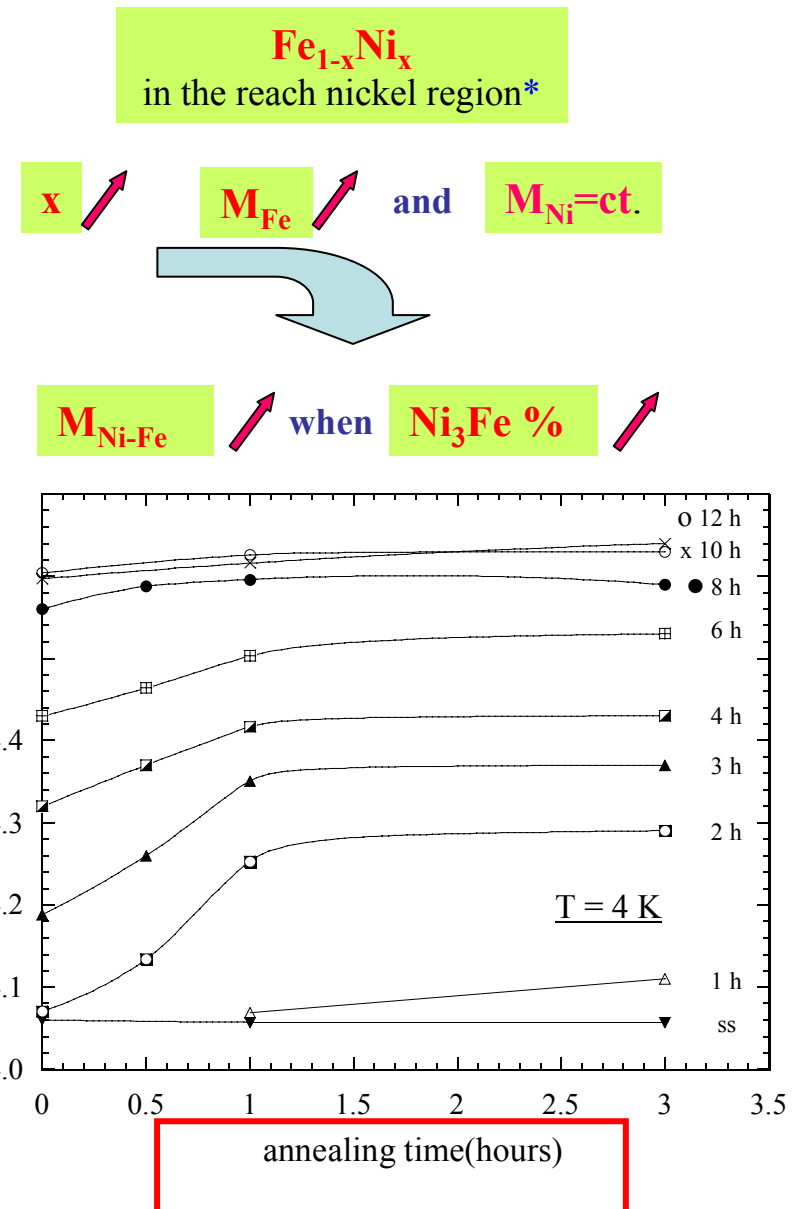 Fe1-xNix
in the reach nickel region*
x MFe and MNi=ct.
MNi-Fe when Ni3Fe %
o 12 h
x 10 h
● 8 h
6 h
4 h
3 h
2 h
T = 4 K
1 h
ss
.4
.3
.2
.1
.0
0 0.5 1 1.5 2 2.5 3 3.5
annealing time(hours)